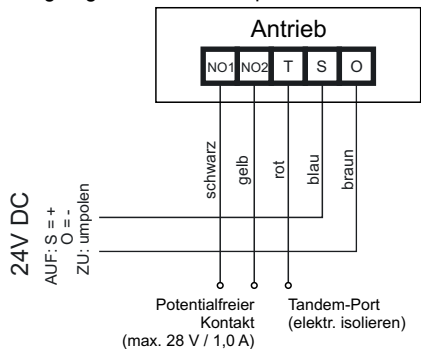 Antrieb
NO1 NO2 T S O
schwarz
gelb
rot
blau
braun
24V DC
AUF: S = +
O = -
ZU: umpolen
Potentialfreier
Kontakt
(max. 28 V / 1,0 A)
Tandem-Port
(elektr. isolieren)